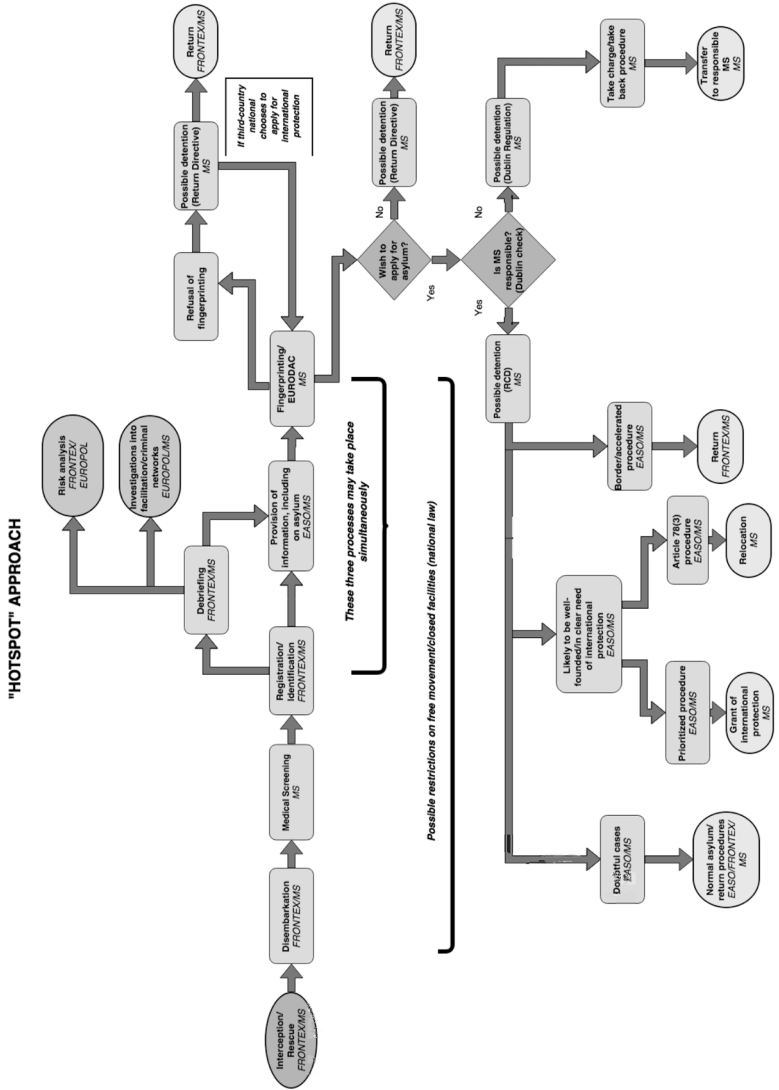 "HOTSPOT" APPROACH
Interception/
Rescue
FRONTEX/MS
Disembarkation
FRONTEX/MS
Medical Screening
MS
Registration/
Identification
FRONTEX/MS
Debriefing
FRONTEX/MS
Risk analysis
FRONTEX/
EUROPOL
Investigations into
facilitation/criminal
networks
EUROPOL/MS
Provision of
information, including
on asylum
EASO/MS
Fingerprinting/
EURODAC
MS
Refusal of
fingerprinting
Possible detention
(Return Directive)
MS
Return
FRONTEX/MS
If third-country
national
chooses to
apply for
international
protection
These three processes may take place
simultaneously
Wish to
apply for
asylum?
No
Possible detention
(Return Directive)
MS
Return
FRONTEX/MS
Yes
Possible restrictions on free movement/closed facilities (national law)
Is MS
responsible?
(Dublin check)
No
Possible detention
(Dublin Regulation)
MS
Take charge/take
back procedure
MS
Transfer
to responsible
MS
MS
Yes
Possible detention
(RCD)
MS
Doubtful cases
EASO/MS
Normal asylum/
return procedures
EASO/FRONTEX/
MS
Likely to be well-
founded/in clear need
of international
protection
EASO/MS
Prioritized procedure
EASO/MS
Grant of
international
protection
MS
Article 78(3)
procedure
EASO/MS
Relocation
MS
Border/accelerated
procedure
EASO/MS
Return
FRONTEX/MS